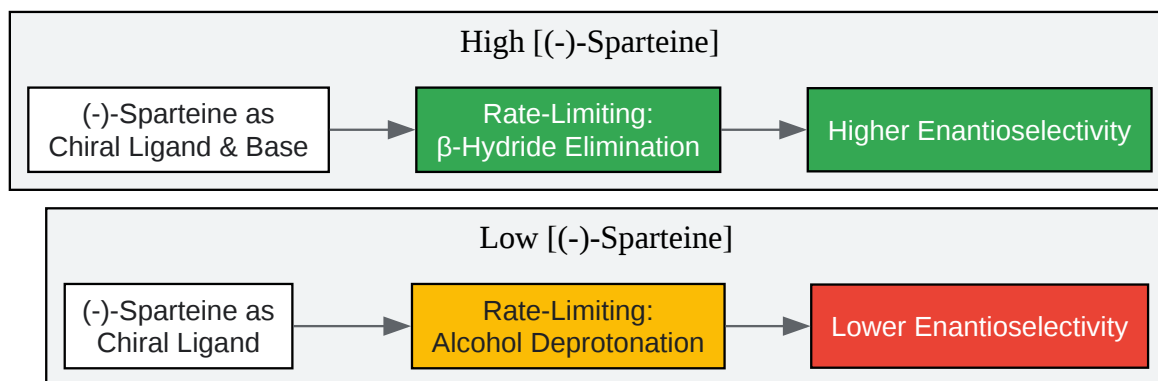 High [(-)-Sparteine]
(-)-Sparteine as
Chiral Ligand & Base
Rate-Limiting:
β-Hydride Elimination
Higher Enantioselectivity
Low [(-)-Sparteine]
(-)-Sparteine as
Chiral Ligand
Rate-Limiting:
Alcohol Deprotonation
Lower Enantioselectivity